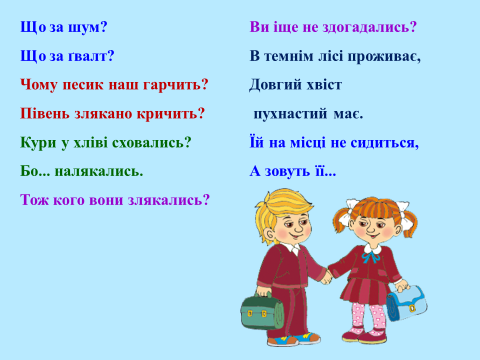 Що за шум?
Що за ґвалт?
Чому песик наш гарчить?
Півень злякано кричить?
Кури у хліві сховались?
Бо... налякались.
Тож кого вони злякались?
Ви іще не здогадались?
В темнім лісі проживає,
Довгий хвіст
пухнастий має.
Їй на місці не сидиться,
А зовуть її...